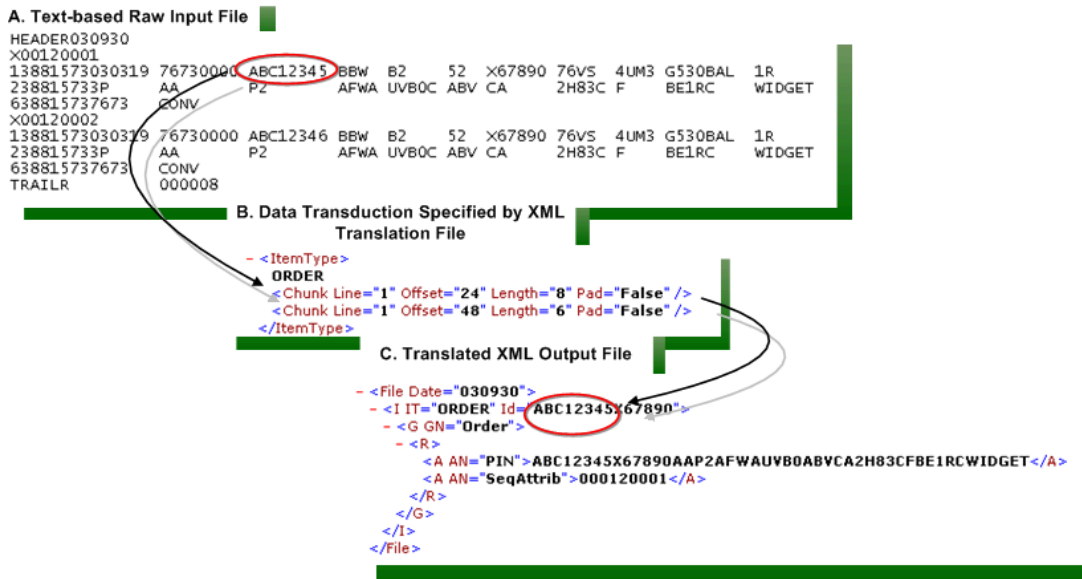 A. Text-based Raw Input File
HEADER030930
X00120001
13881573030319 76730000 ABC12345 BBW B2 52 X67890 76VS 4UM3 G530BAL 1R
238815733P AA P2 AFWA UVB0C ABV CA 2H83C F BE1RC WIDGET
638815737673 CONV
X00120002
13881573030319 76730000 ABC12346 BBW B2 52 X67890 76VS 4UM3 G530BAL 1R
238815733P AA P2 AFWA UVB0C ABV CA 2H83C F BE1RC WIDGET
638815737673 CONV
TRAILR 000008
B. Data Transduction Specified by XML
Translation File
- <ItemType>
ORDER
<Chunk Line="1" Offset="24" Length="8" Pad="False" />
<Chunk Line="1" Offset="48" Length="6" Pad="False" />
</ItemType>
C. Translated XML Output File
- <File Date="030930">
- <I IT="ORDER" Id="ABC12345X67890">
- <G GN="Order">
- <R>
<A AN="PIN">ABC12345X67890AAP2AFWAUVB0ABVCA2H83CFBE1RCWIDGET</A>
<A AN="SeqAttrib">000120001</A>
</R>
</G>
</I>
</File>